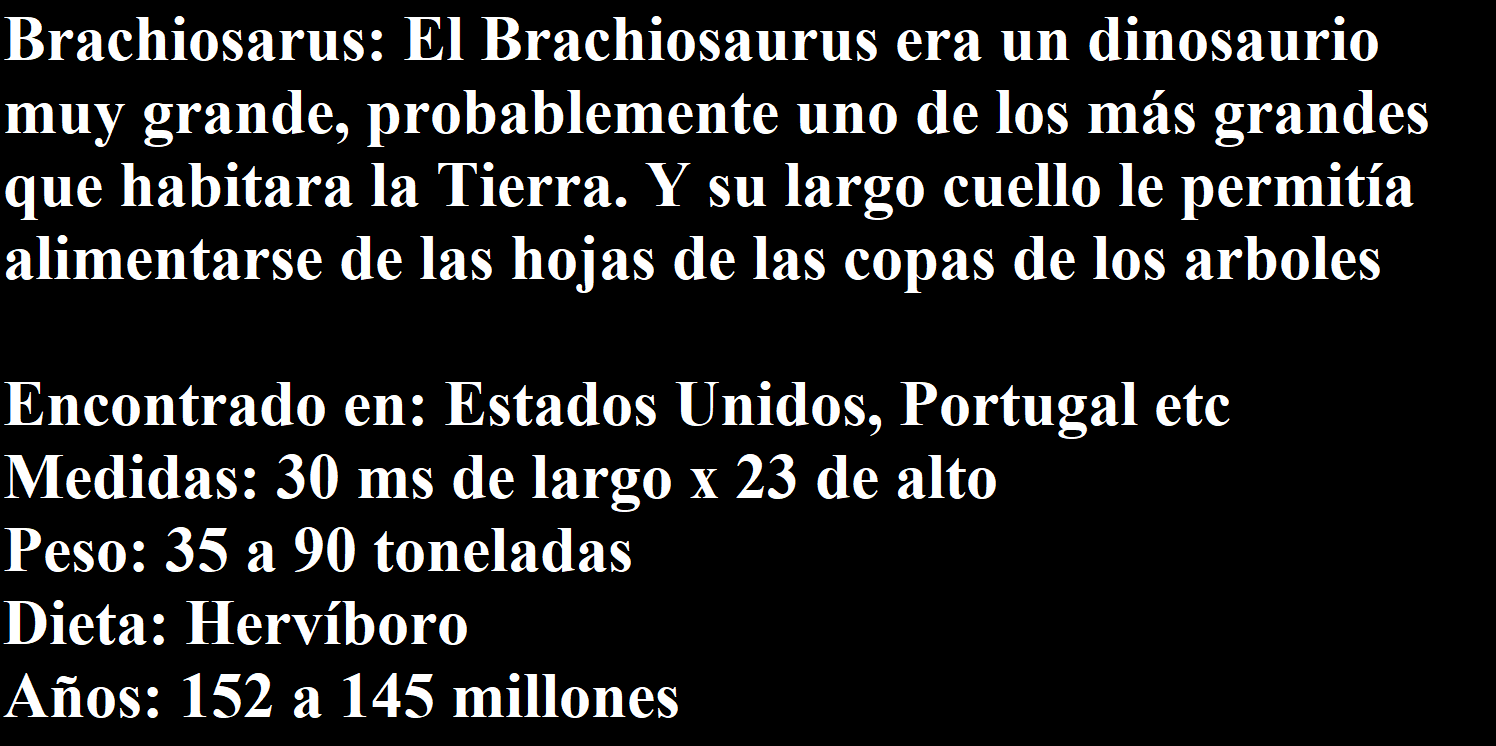 Brachiosarus: El Brachiosaurus era un dinosaurio
muy grande, probablemente uno de los más grandes
que habitara la Tierra. Y su largo cuello le permitía
alimentarse de las hojas de las copas de los arboles
Encontrado en: Estados Unidos, Portugal etc
Medidas: 30 ms de largo x 23 de alto
Peso: 35 a 90 toneladas
Dieta: Hervíboro
Años: 152 a 145 millones